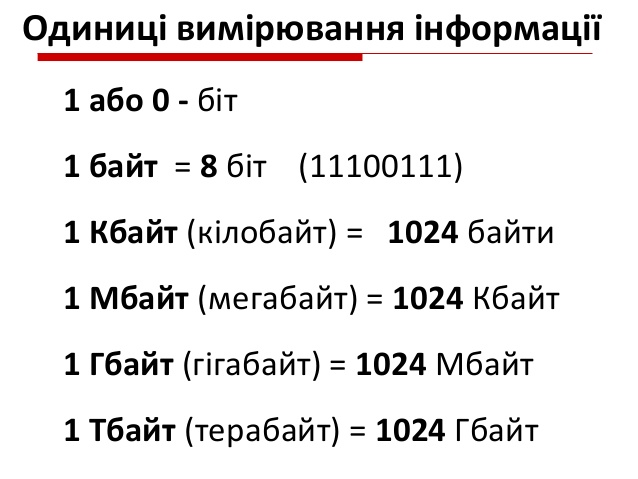 Одиниці вимірювання інформації
1 або 0 - біт
1 байт = 8 біт (11100111)
1 Кбайт (кілобайт) = 1024 байти
1 Мбайт (мегабайт) = 1024 Кбайт
1 Гбайт (гігабайт) = 1024 Мбайт
1 Тбайт (терабайт) = 1024 Гбайт